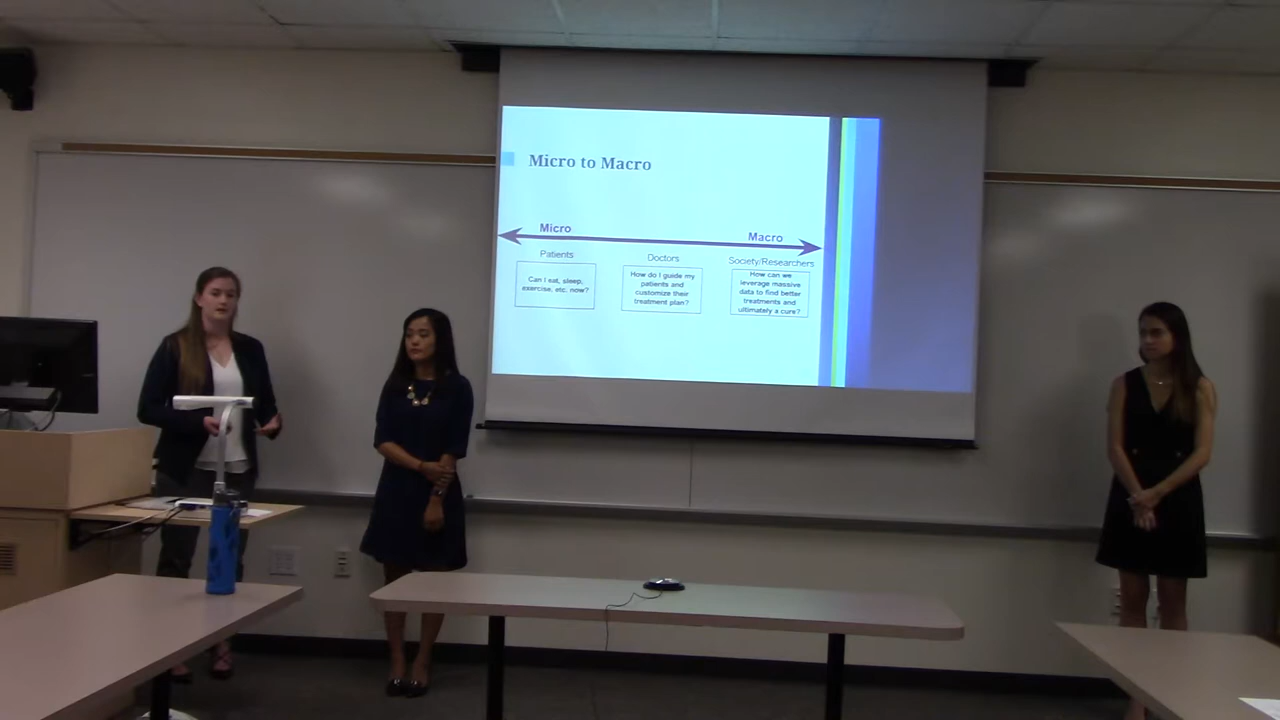 Micro to Macro
Micro
Macro
Patients
Doctors
Society/Researchers
Can I eat, sleep,
exercise, etc. now?
How do I guide my
patients and
customize their
treatment plan?
How can we
leverage massive
data to find better
treatments and
ultimately a cure?